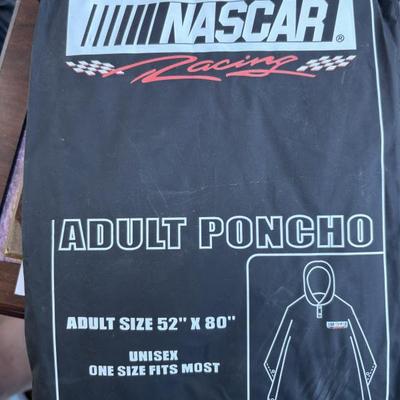 NASCAR®
Racing
ADULT PONCHO
ADULT SIZE 52" X 80"
UNISEX
ONE SIZE FITS MOST